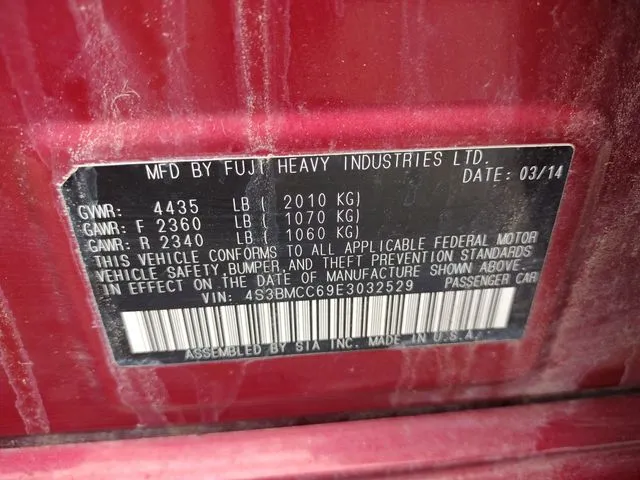 MFD BY FUJI HEAVY INDUSTRIES LTD.
DATE: 03/14
GVWR: 4435 LB ( 2010 KG)
GAWR: F 2360 LB ( 1070 KG)
GAWR: R 2340 LB ( 1060 KG)
THIS VEHICLE CONFORMS TO ALL APPLICABLE FEDERAL MOTOR
VEHICLE SAFETY, BUMPER, AND THEFT PREVENTION STANDARDS
IN EFFECT ON THE DATE OF MANUFACTURE SHOWN ABOVE.
VIN: 4S3BMCC69E3032529 PASSENGER CAR
ASSEMBLED BY SIA INC. MADE IN U.S.A.